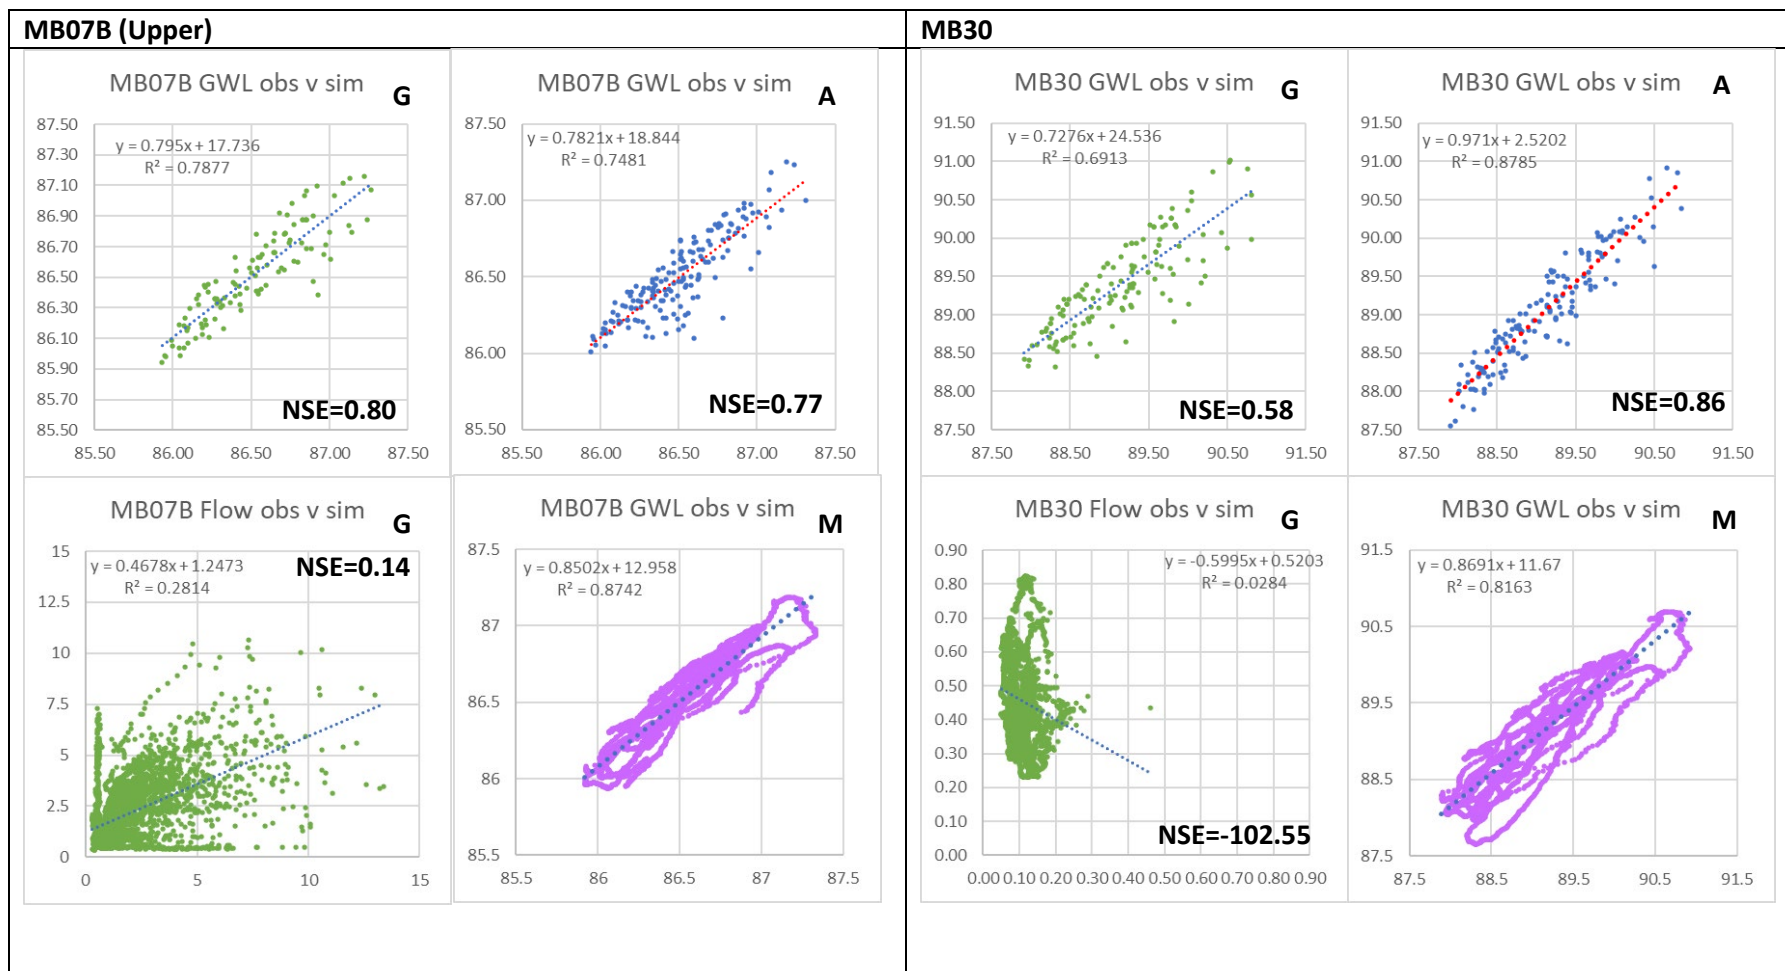 MB07B (Upper)
MB30
MB07B GWL obs v sim
G
y = 0.795x + 17.736
R² = 0.7877
87.50
87.30
87.10
86.90
86.70
86.50
86.30
86.10
85.90
85.70
85.50
NSE=0.80
85.50 86.00 86.50 87.00 87.50
MB07B GWL obs v sim
A
y = 0.7821x + 18.844
R² = 0.7481
87.50
87.00
86.50
86.00
85.50
NSE=0.77
85.50 86.00 86.50 87.00 87.50
MB30 GWL obs v sim
G
y = 0.7276x + 24.536
R² = 0.6913
91.50
91.00
90.50
90.00
89.50
89.00
88.50
88.00
87.50
NSE=0.58
87.50 88.50 89.50 90.50 91.50
MB30 GWL obs v sim
A
y = 0.971x + 2.5202
R² = 0.8785
91.50
91.00
90.50
90.00
89.50
89.00
88.50
88.00
87.50
NSE=0.86
87.50 88.50 89.50 90.50 91.50
MB07B Flow obs v sim
G
y = 0.4678x + 1.2473
R² = 0.2814
NSE=0.14
15
12.5
10
7.5
5
2.5
0
0 5 10 15
MB07B GWL obs v sim
M
y = 0.8502x + 12.958
R² = 0.8742
87.5
87
86.5
86
85.5
85.5 86 86.5 87 87.5
MB30 Flow obs v sim
G
y = -0.5995x + 0.5203
R² = 0.0284
0.90
0.80
0.70
0.60
0.50
0.40
0.30
0.20
0.10
0.00
NSE=-102.55
0.00 0.10 0.20 0.30 0.40 0.50 0.60 0.70 0.80 0.90
MB30 GWL obs v sim
M
y = 0.8691x + 11.67
R² = 0.8163
91.5
90.5
89.5
88.5
87.5
87.5 88.5 89.5 90.5 91.5